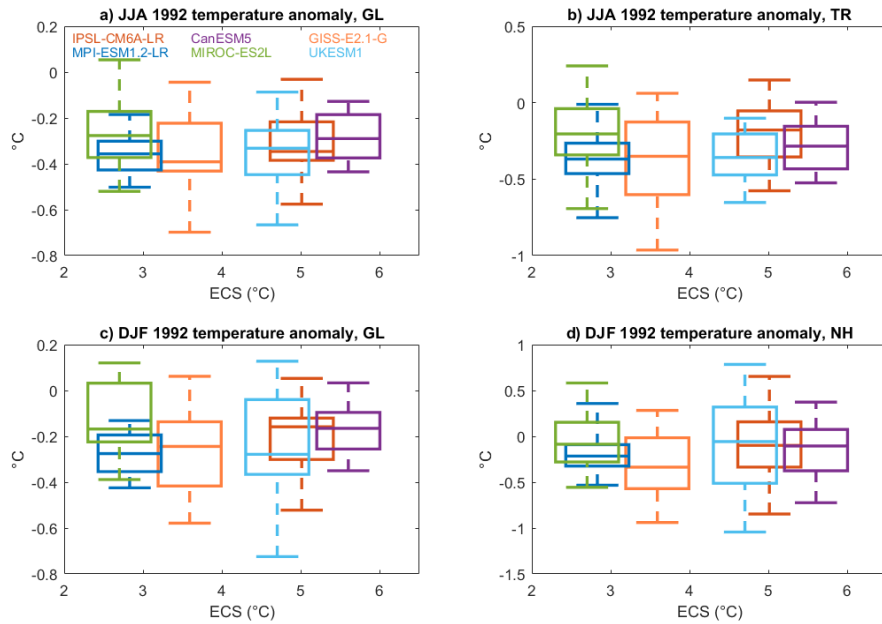 a) JJA 1992 temperature anomaly, GL
IPSL-CM6A-LR CanESM5 GISS-E2.1-G
MPI-ESM1.2-LR MIROC-ES2L UKESM1
0.2
0
-0.2
-0.4
-0.6
-0.8
°C
2 3 4 5 6
ECS (°C)
b) JJA 1992 temperature anomaly, TR
0.5
0
-0.5
-1
°C
2 3 4 5 6
ECS (°C)
c) DJF 1992 temperature anomaly, GL
0.2
0
-0.2
-0.4
-0.6
-0.8
°C
2 3 4 5 6
ECS (°C)
d) DJF 1992 temperature anomaly, NH
1
0.5
0
-0.5
-1
-1.5
°C
2 3 4 5 6
ECS (°C)